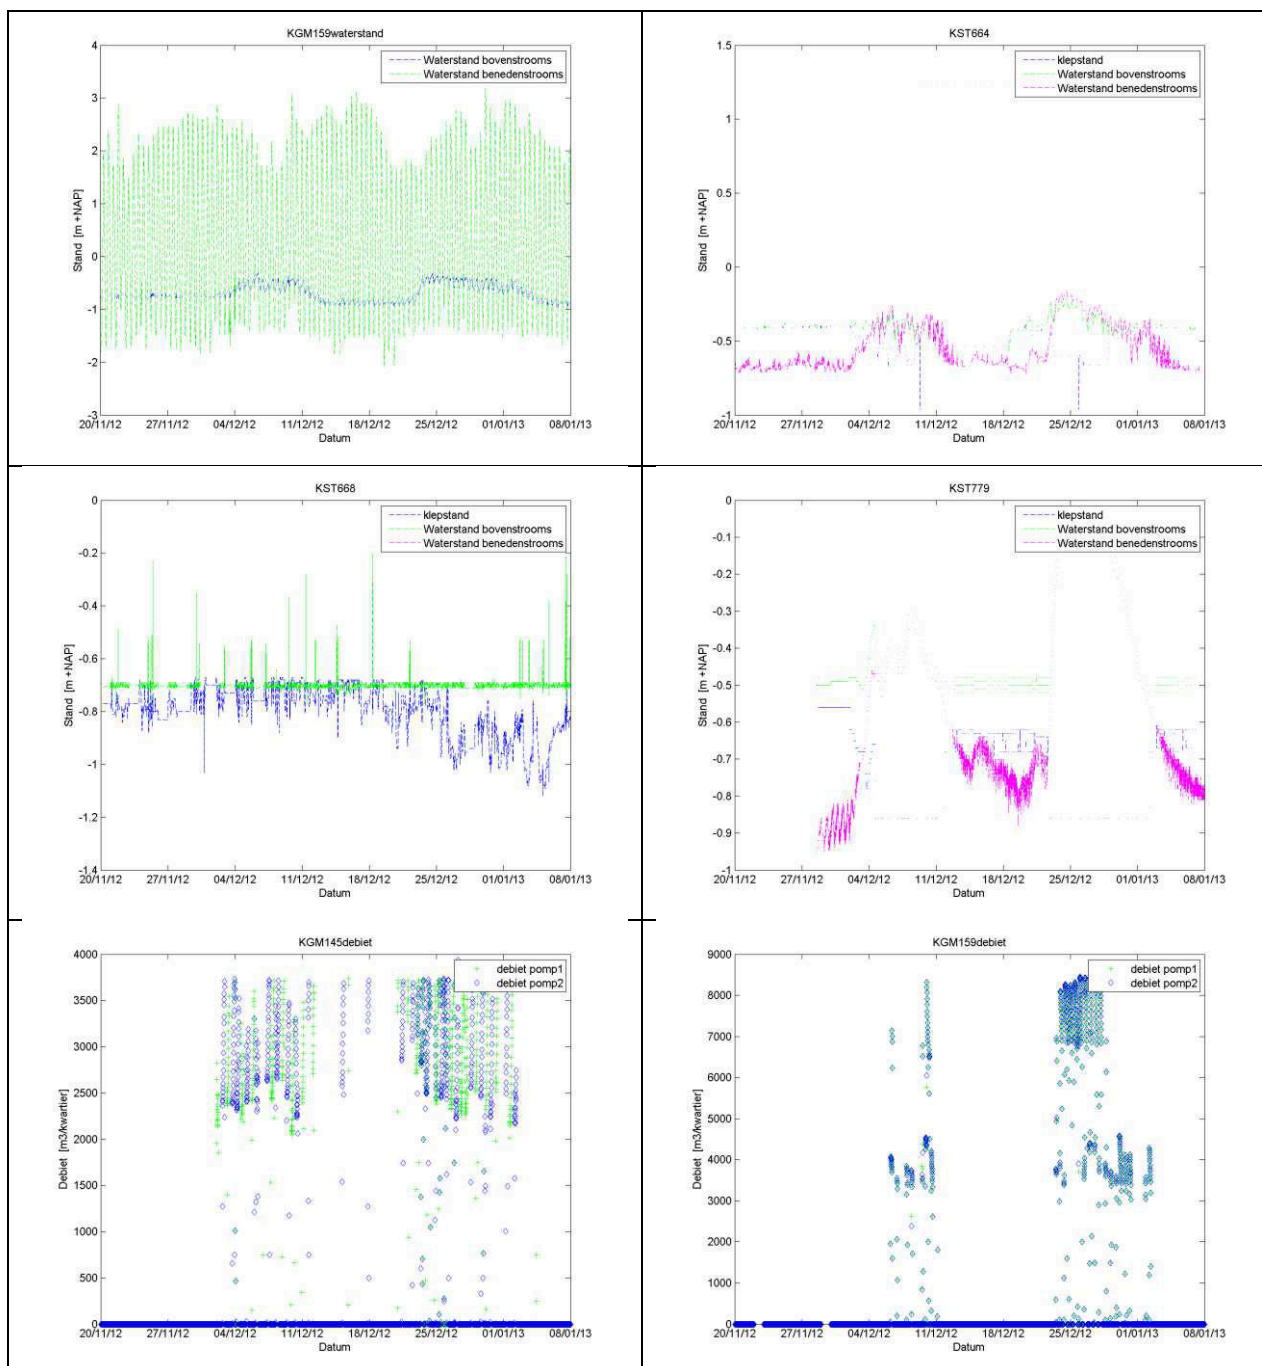 KGM159waterstand
Waterstand bovenstrooms
Waterstand benedenstrooms
4
3
2
1
0
-1
-2
-3
Stand [m +NAP]
20/11/12 27/11/12 04/12/12 11/12/12 18/12/12 25/12/12 01/01/13 08/01/13
Datum
KST664
klepstand
Waterstand bovenstrooms
Waterstand benedenstrooms
1.5
1
0.5
0
-0.5
-1
Stand [m +NAP]
20/11/12 27/11/12 04/12/12 11/12/12 18/12/12 25/12/12 01/01/13 08/01/13
Datum
KST668
klepstand
Waterstand bovenstrooms
Waterstand benedenstrooms
0
-0.2
-0.4
-0.6
-0.8
-1
-1.2
-1.4
Stand [m +NAP]
20/11/12 27/11/12 04/12/12 11/12/12 18/12/12 25/12/12 01/01/13 08/01/13
Datum
KST779
klepstand
Waterstand bovenstrooms
Waterstand benedenstrooms
0
-0.1
-0.2
-0.3
-0.4
-0.5
-0.6
-0.7
-0.8
-0.9
-1
Stand [m +NAP]
20/11/12 27/11/12 04/12/12 11/12/12 18/12/12 25/12/12 01/01/13 08/01/13
Datum
KGM145debiet
debiet pomp1
debiet pomp2
4000
3500
3000
2500
2000
1500
1000
500
0
Debiet [m3/kwartier]
20/11/12 27/11/12 04/12/12 11/12/12 18/12/12 25/12/12 01/01/13 08/01/13
Datum
KGM159debiet
debiet pomp1
debiet pomp2
9000
8000
7000
6000
5000
4000
3000
2000
1000
0
Debiet [m3/kwartier]
20/11/12 27/11/12 04/12/12 11/12/12 18/12/12 25/12/12 01/01/13 08/01/13
Datum